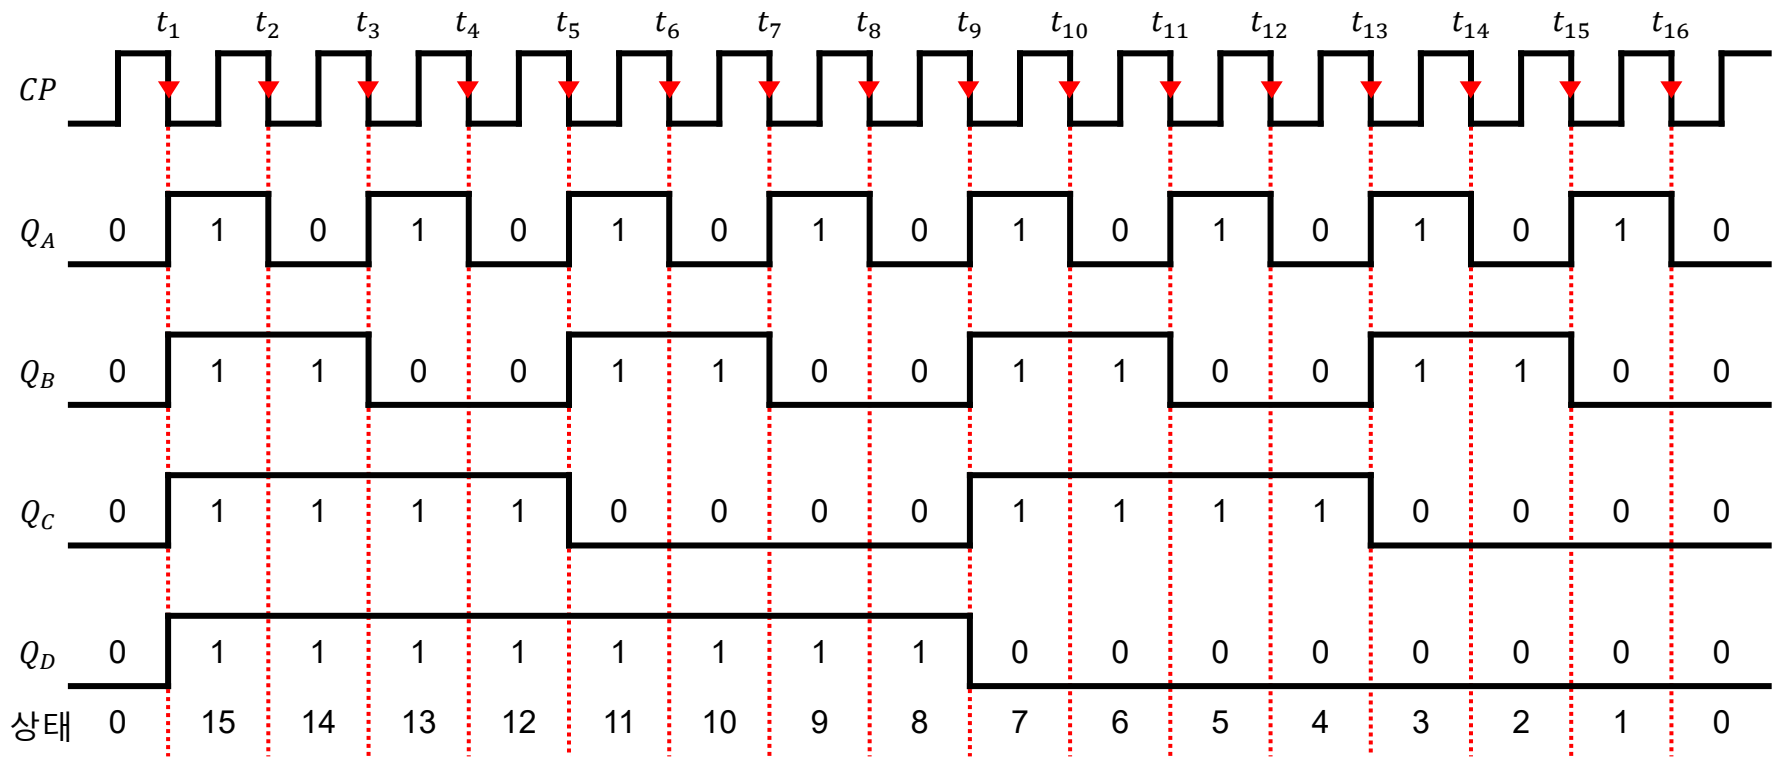 t₁ t₂ t₃ t₄ t₅ t₆ t₇ t₈ t₉ t₁₀ t₁₁ t₁₂ t₁₃ t₁₄ t₁₅ t₁₆
CP
Q_A 0 1 0 1 0 1 0 1 0 1 0 1 0 1 0 1 0
Q_B 0 1 1 0 0 1 1 0 0 1 1 0 0 1 1 0 0
Q_C 0 1 1 1 1 0 0 0 0 1 1 1 1 0 0 0 0
Q_D 0 1 1 1 1 1 1 1 1 0 0 0 0 0 0 0 0
상태 0 15 14 13 12 11 10 9 8 7 6 5 4 3 2 1 0